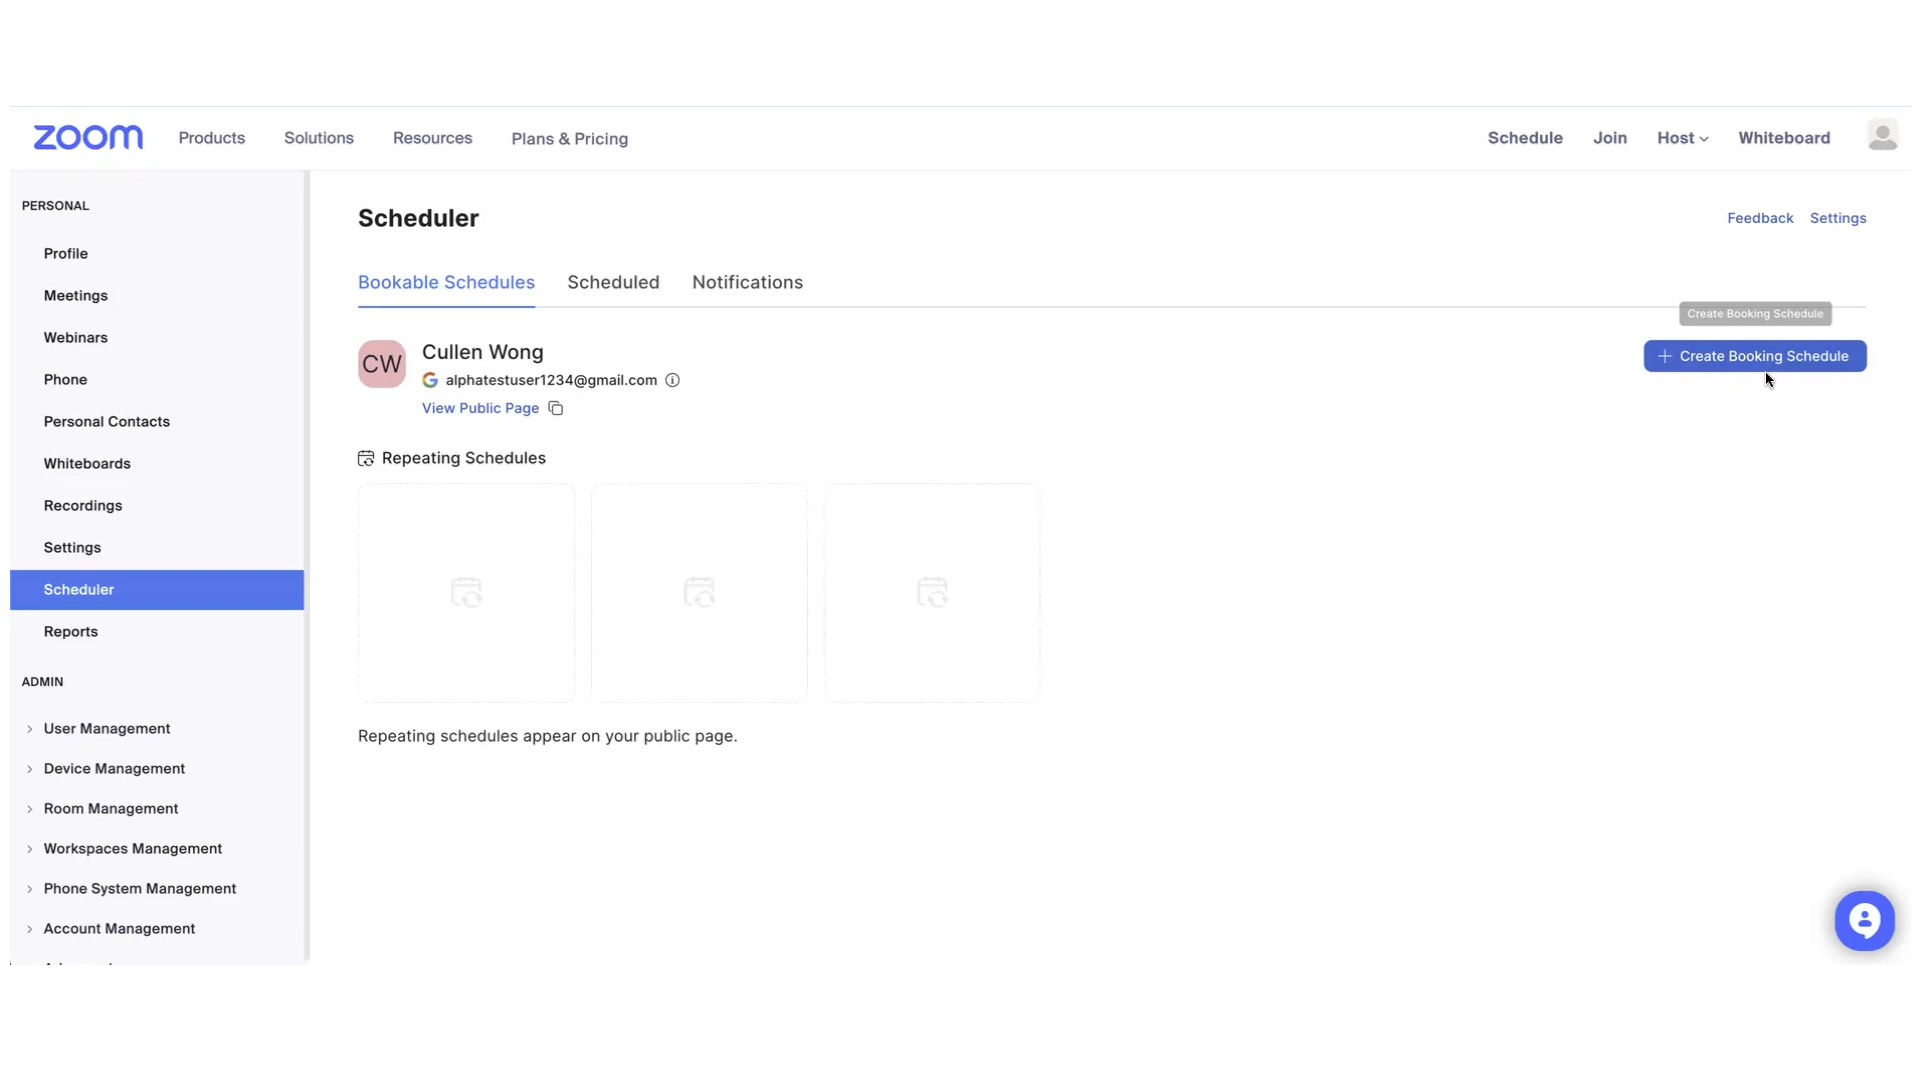 zoom Products Solutions Resources Plans & Pricing Schedule Join Host Whiteboard
PERSONAL
Profile
Meetings
Webinars
Phone
Personal Contacts
Whiteboards
Recordings
Settings
Scheduler
Reports
ADMIN
User Management
Device Management
Room Management
Workspaces Management
Phone System Management
Account Management
Scheduler
Feedback Settings
Bookable Schedules Scheduled Notifications
Create Booking Schedule
CW
Cullen Wong
alphatestuser1234@gmail.com
View Public Page
Create Booking Schedule
Repeating Schedules
Repeating schedules appear on your public page.